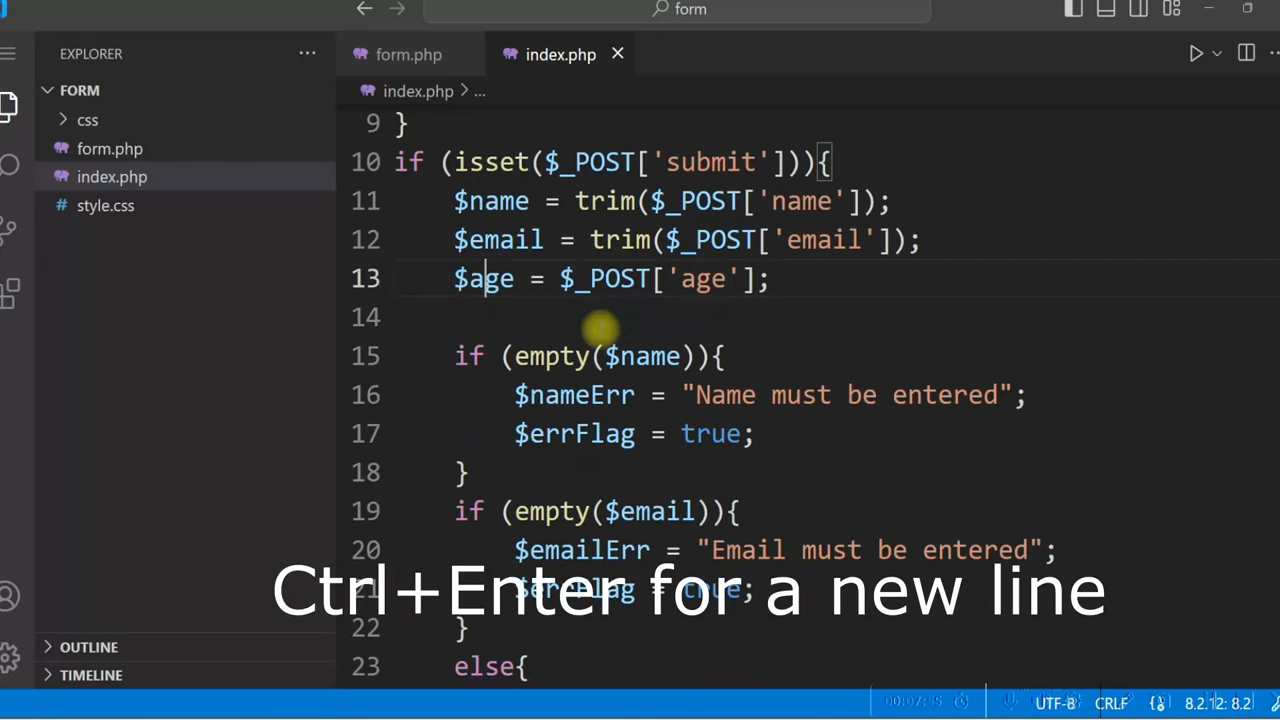 form
EXPLORER
FORM
css
form.php
index.php
style.css
OUTLINE
TIMELINE
form.php
index.php
index.php > ...
9 }
10 if (isset($_POST['submit'])){
11 $name = trim($_POST['name']);
12 $email = trim($_POST['email']);
13 $age = $_POST['age'];
14
15 if (empty($name)){
16 $nameErr = "Name must be entered";
17 $errFlag = true;
18 }
19 if (empty($email)){
20 $emailErr = "Email must be entered";
21 $errFlag = true;
22 }
23 else{
Ctrl+Enter for a new line
UTF-8 CRLF 8.2.12: 8.2